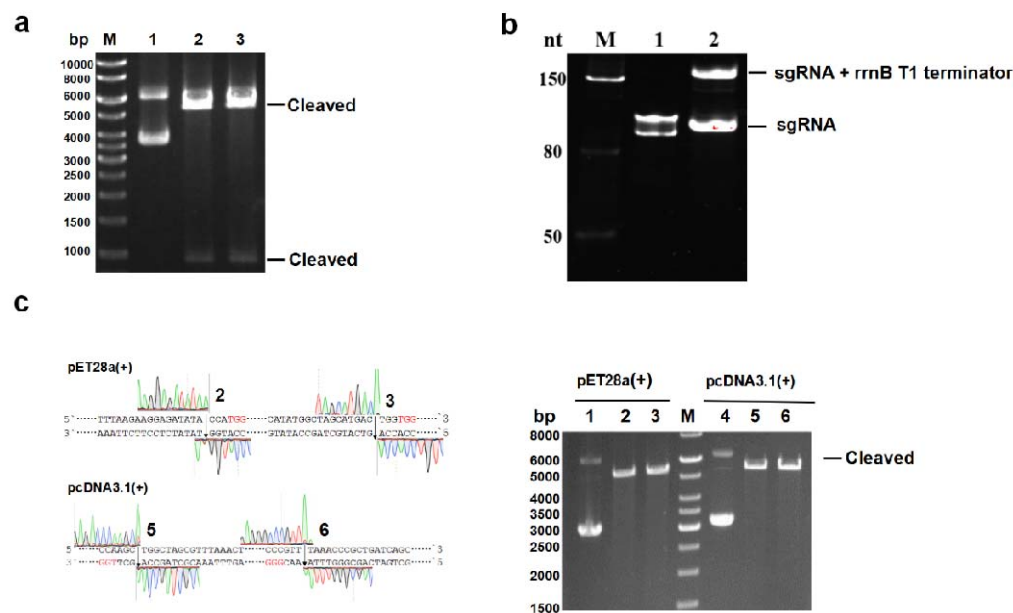 a
bp M 1 2 3
10000
8000
6000
5000
4000
3000
2500
2000
1500
1000
Cleaved
Cleaved
b
nt M 1 2
150
80
50
sgRNA + rrnB T1 terminator
sgRNA
c
pET28a(+)
2 3
5 TTTAAGAAGGAGATATA CCATGG CATATGGCTAGCATGAC TGGTGG 3
3 AAATTCTTCCTCTATAT GGTACC GTATACCGATCGTACTG ACCACC 5
pcDNA3.1(+)
5 6
5 CCAAGC TGGCTAGCGTTTAAACT CCCGTT TAAACCCGCTGATCAGC 3
3 GGTTCG ACCGATCGCAAATTTGA GGGCAA ATTTGGGCGACTAGTCG 5
pET28a(+) pcDNA3.1(+)
bp 1 2 3 M 4 5 6
8000
6000
5000
4000
3500
3000
2500
2000
1500
Cleaved